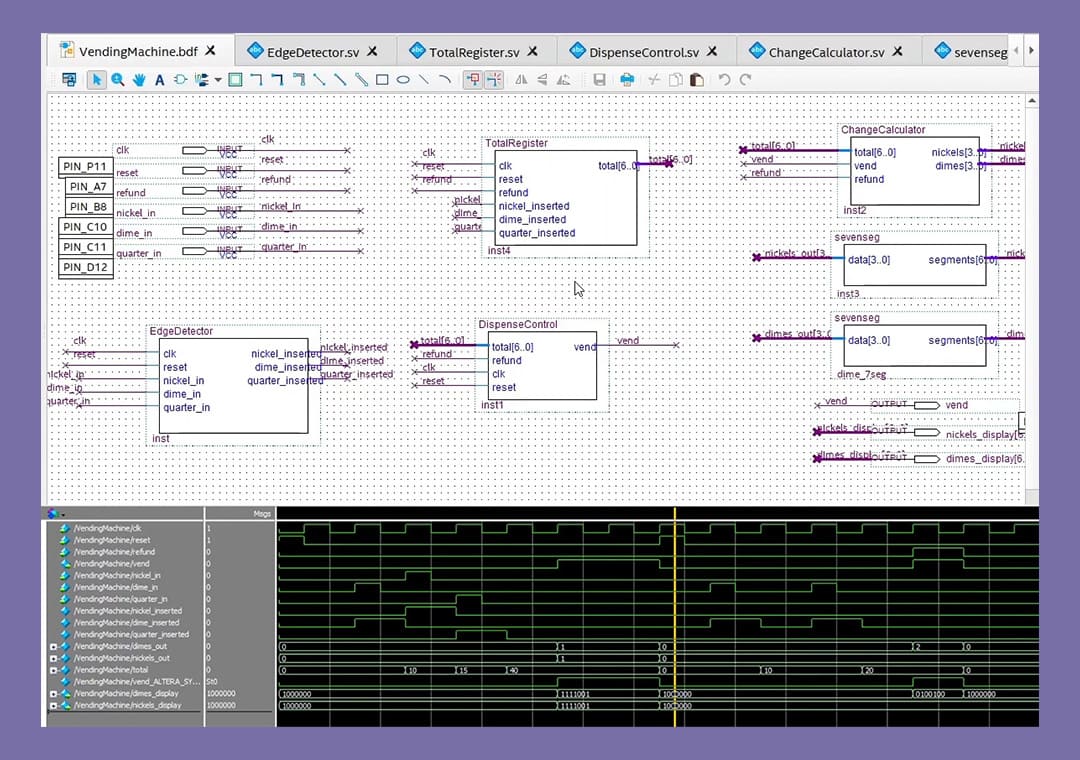 VendingMachine.bdf
EdgeDetector.sv
TotalRegister.sv
DispenseControl.sv
ChangeCalculator.sv
sevenseg
A
PIN_P11
PIN_A7
PIN_B8
PIN_C10
PIN_C11
PIN_D12
clk INPUT VCC clk
reset INPUT VCC reset
refund INPUT VCC refund
nickel_in INPUT VCC nickel_in
dime_in INPUT VCC dime_in
quarter_in INPUT VCC quarter_in
TotalRegister
clk clk total[6..0] total[6..0]
reset reset
refund refund
nickel nickel_inserted
dime_ dime_inserted
quarte quarter_inserted
inst4
ChangeCalculator
total[6..0] total[6..0] nickels[3..0] nickel
vend vend dimes[3..0] dimes
refund refund
inst2
sevenseg
nickels_out[3 data[3..0] segments[6..0] nick
inst3
sevenseg
dimes_out[3..0 data[3..0] segments[6..0] dim
dime_7seg
EdgeDetector
clk clk nickel_inserted nickel_inserted
reset reset dime_inserted dime_inserted
nickel_in nickel_in quarter_inserted quarter_inserted
dime_in dime_in
quarter_in quarter_in
inst
DispenseControl
total[6..0] total[6..0] vend vend
refund refund
clk clk
reset reset
inst1
vend OUTPUT vend
nickels_disp OUTPUT nickels_display[6.
dimes_displ OUTPUT dimes_display[6.
Msgs
/VendingMachine/clk 1
/VendingMachine/reset 1
/VendingMachine/refund 0
/VendingMachine/vend 0
/VendingMachine/nickel_in 0
/VendingMachine/dime_in 0
/VendingMachine/quarter_in 0
/VendingMachine/nickel_inserted 0
/VendingMachine/dime_inserted 0
/VendingMachine/quarter_inserted 0
/VendingMachine/dimes_out 0 0 1 0 2 0
/VendingMachine/nickels_out 0 0 1 0
/VendingMachine/total 0 0 10 15 40 0 10 20 0
/VendingMachine/vend_ALTERA_SY... St0
/VendingMachine/dimes_display 1000000 1000000 1111001 1000000 0100100 1000000
/VendingMachine/nickels_display 1000000 1000000 1111001 1000000